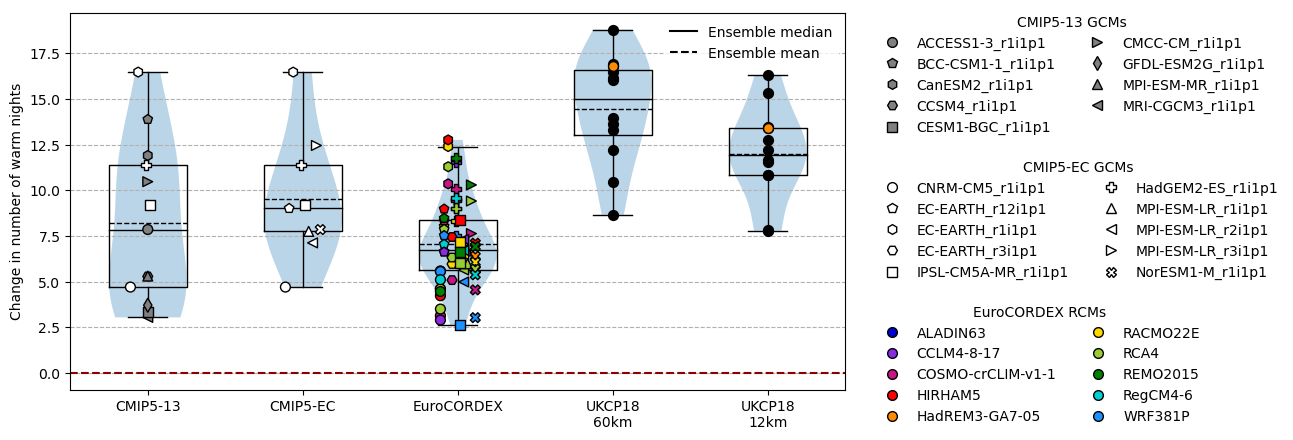 Change in number of warm nights
17.5
15.0
12.5
10.0
7.5
5.0
2.5
0.0
Ensemble median
Ensemble mean
CMIP5-13
CMIP5-EC
EuroCORDEX
UKCP18
60km
UKCP18
12km
CMIP5-13 GCMs
ACCESS1-3_r1i1p1
BCC-CSM1-1_r1i1p1
CanESM2_r1i1p1
CCSM4_r1i1p1
CESM1-BGC_r1i1p1
CMCC-CM_r1i1p1
GFDL-ESM2G_r1i1p1
MPI-ESM-MR_r1i1p1
MRI-CGCM3_r1i1p1
CMIP5-EC GCMs
CNRM-CM5_r1i1p1
EC-EARTH_r12i1p1
EC-EARTH_r1i1p1
EC-EARTH_r3i1p1
IPSL-CM5A-MR_r1i1p1
HadGEM2-ES_r1i1p1
MPI-ESM-LR_r1i1p1
MPI-ESM-LR_r2i1p1
MPI-ESM-LR_r3i1p1
NorESM1-M_r1i1p1
EuroCORDEX RCMs
ALADIN63
CCLM4-8-17
COSMO-crCLIM-v1-1
HIRHAM5
HadREM3-GA7-05
RACMO22E
RCA4
REMO2015
RegCM4-6
WRF381P